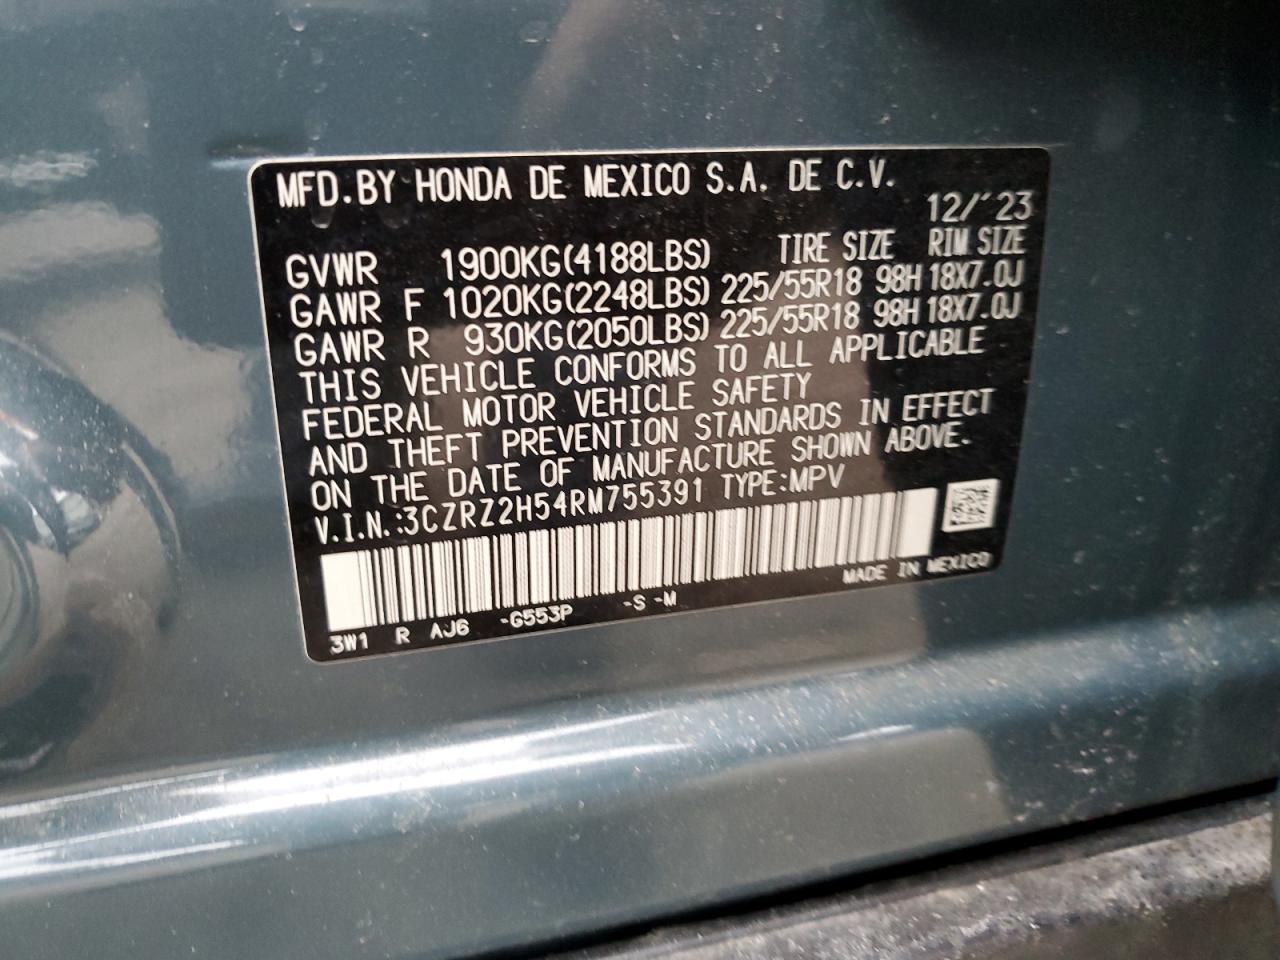 MFD.BY HONDA DE MEXICO S.A. DE C.V.
12/'23
GVWR 1900KG(4188LBS) TIRE SIZE RIM SIZE
GAWR F 1020KG(2248LBS) 225/55R18 98H 18X7.0J
GAWR R 930KG(2050LBS) 225/55R18 98H 18X7.0J
THIS VEHICLE CONFORMS TO ALL APPLICABLE
FEDERAL MOTOR VEHICLE SAFETY
AND THEFT PREVENTION STANDARDS IN EFFECT
ON THE DATE OF MANUFACTURE SHOWN ABOVE.
V.I.N.:3CZRZ2H54RM755391 TYPE:MPV
MADE IN MEXICO
3W1 R AJ6 -G553P -S -M